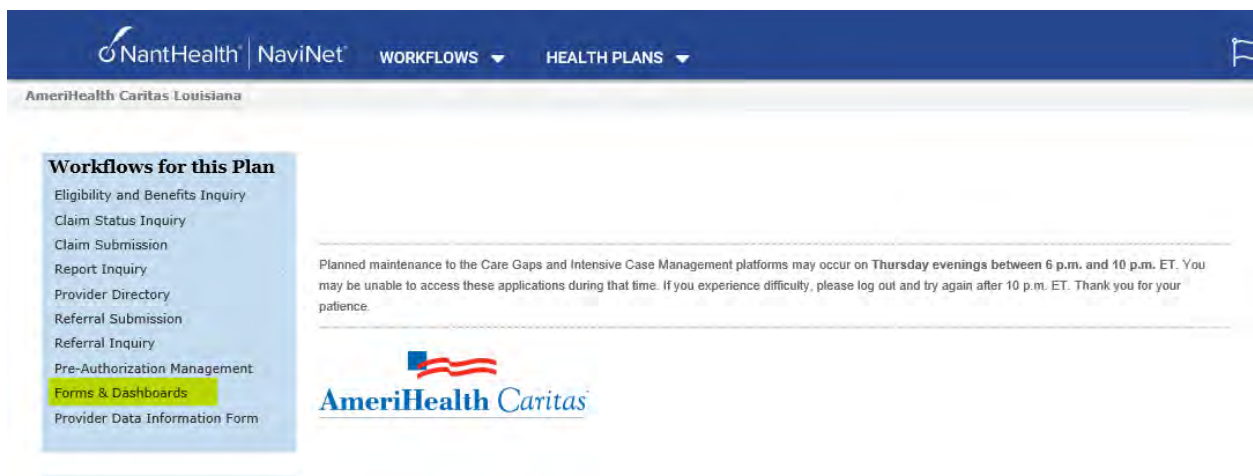 NantHealth® | NaviNet® WORKFLOWS HEALTH PLANS
AmeriHealth Caritas Louisiana
Workflows for this Plan
Eligibility and Benefits Inquiry
Claim Status Inquiry
Claim Submission
Report Inquiry
Provider Directory
Referral Submission
Referral Inquiry
Pre-Authorization Management
Forms & Dashboards
Provider Data Information Form
Planned maintenance to the Care Gaps and Intensive Case Management platforms may occur on Thursday evenings between 6 p.m. and 10 p.m. ET. You
may be unable to access these applications during that time. If you experience difficulty, please log out and try again after 10 p.m. ET. Thank you for your
patience.
AmeriHealth Caritas